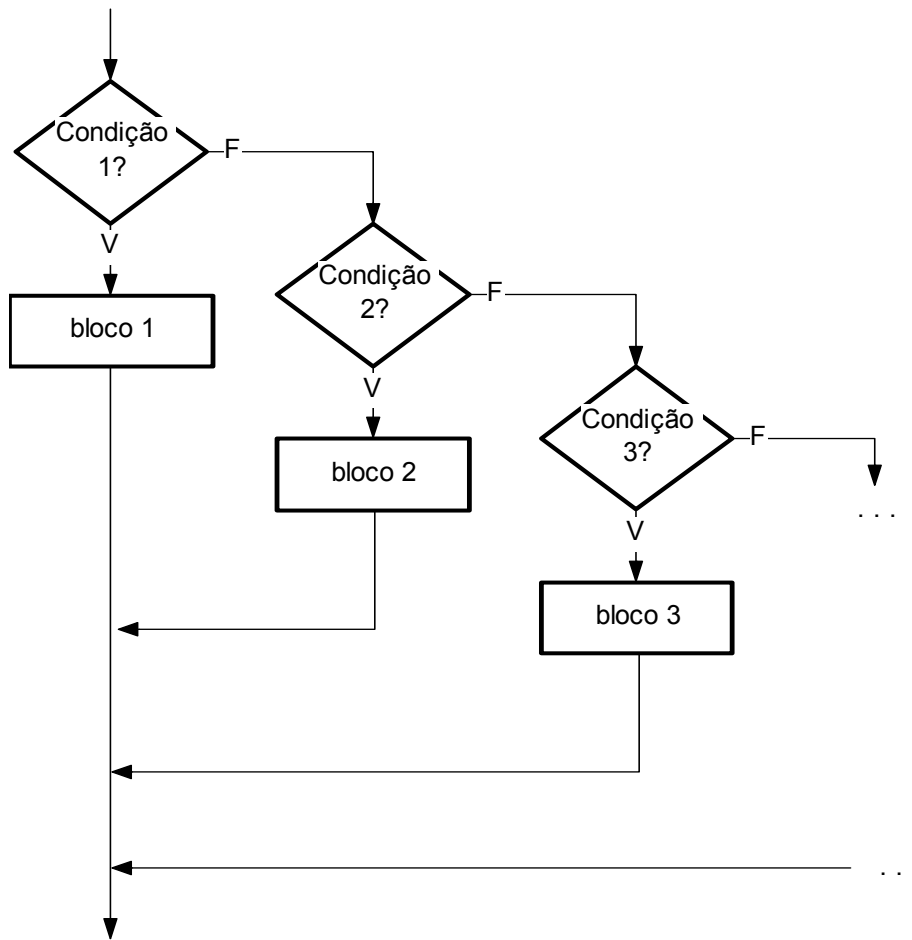 Condição
1?
F
V
bloco 1
Condição
2?
F
V
bloco 2
Condição
3?
F
V
bloco 3
. . .
. .